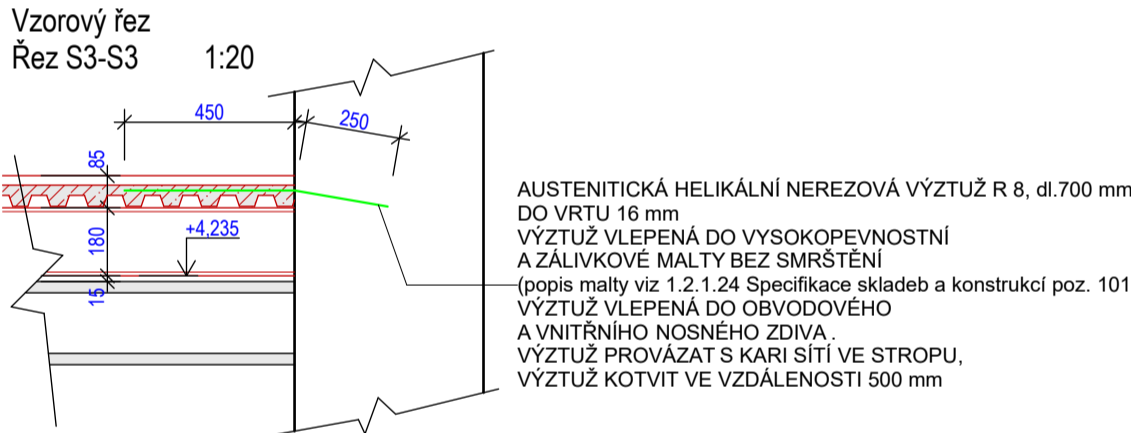 Vzorový řez
Řez S3-S3 1:20
450
250
85
180
+4,235
15
AUSTENITICKÁ HELIKÁLNÍ NEREZOVÁ VÝZTUŽ R 8, dl.700 mm
DO VRTU 16 mm
VÝZTUŽ VLEPENÁ DO VYSOKOPEVNOSTNÍ
A ZÁLIVKOVÉ MALTY BEZ SMRŠTĚNÍ
(popis malty viz 1.2.1.24 Specifikace skladeb a konstrukcí poz. 101
VÝZTUŽ VLEPENÁ DO OBVODOVÉHO
A VNITŘNÍHO NOSNÉHO ZDIVA.
VÝZTUŽ PROVÁZAT S KARI SÍTÍ VE STROPU,
VÝZTUŽ KOTVIT VE VZDÁLENOSTI 500 mm